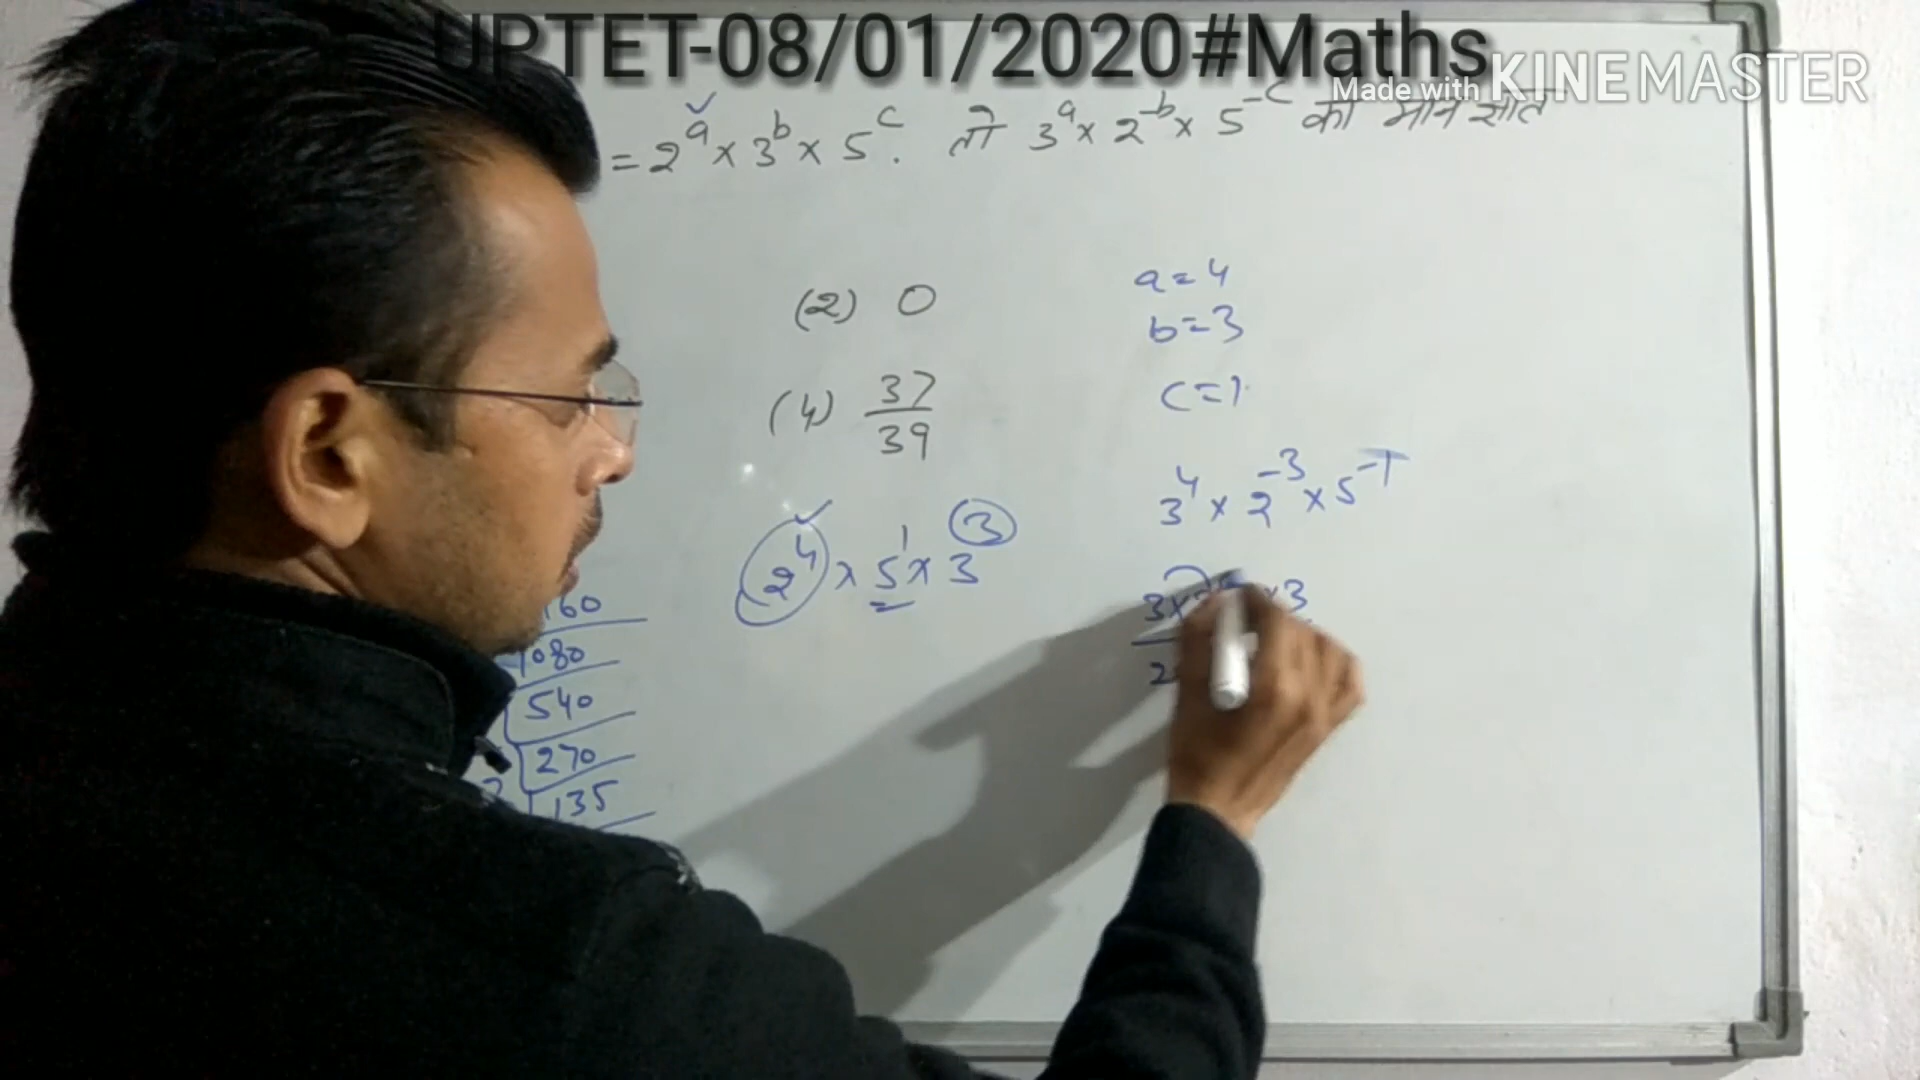 UPTET-08/01/2020#Maths
Made with KINEMASTER
= 2^a × 3^b × 5^c. तो 3^a × 2^-b × 5^-c का मान
(2) 0
(4) 37/39
a = 4
b = 3
c = 1
3^4 × 2^-3 × 5^-1
2^4 × 5^1 × 3^3
160
1080
540
270
135